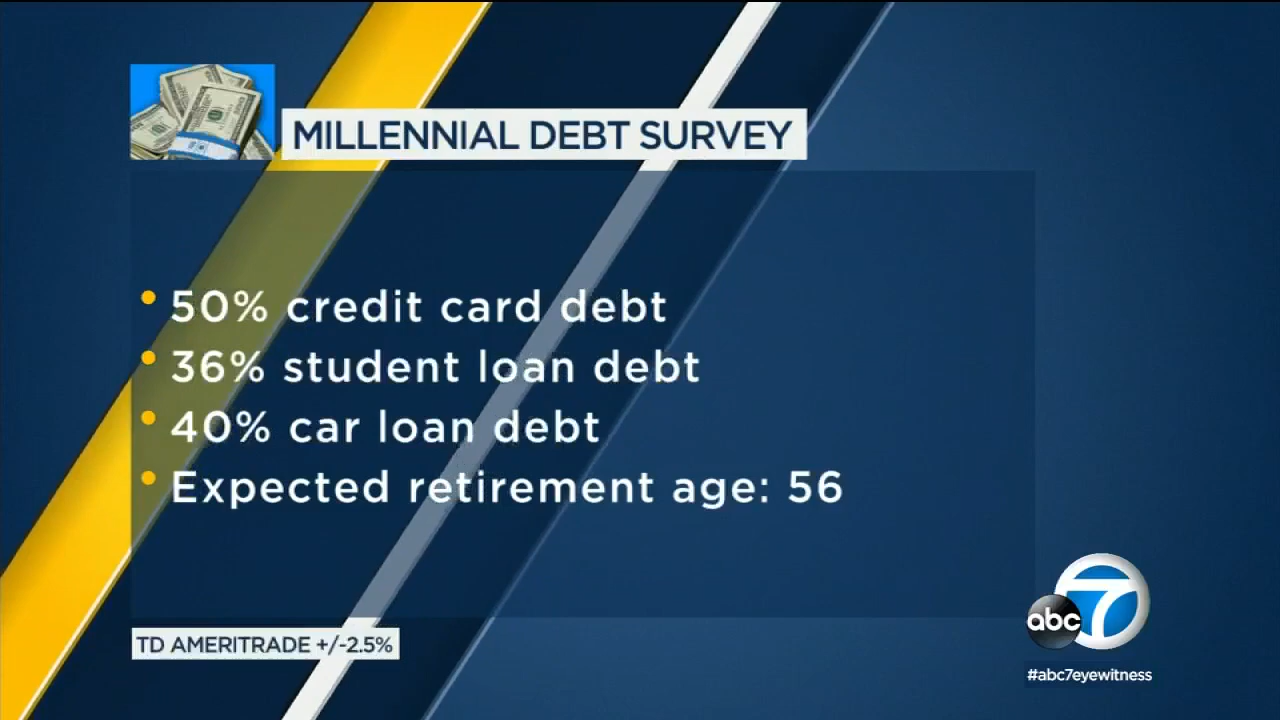 MILLENNIAL DEBT SURVEY
• 50% credit card debt
• 36% student loan debt
• 40% car loan debt
• Expected retirement age: 56
TD AMERITRADE +/-2.5%
abc 7
#abc7eyewitness